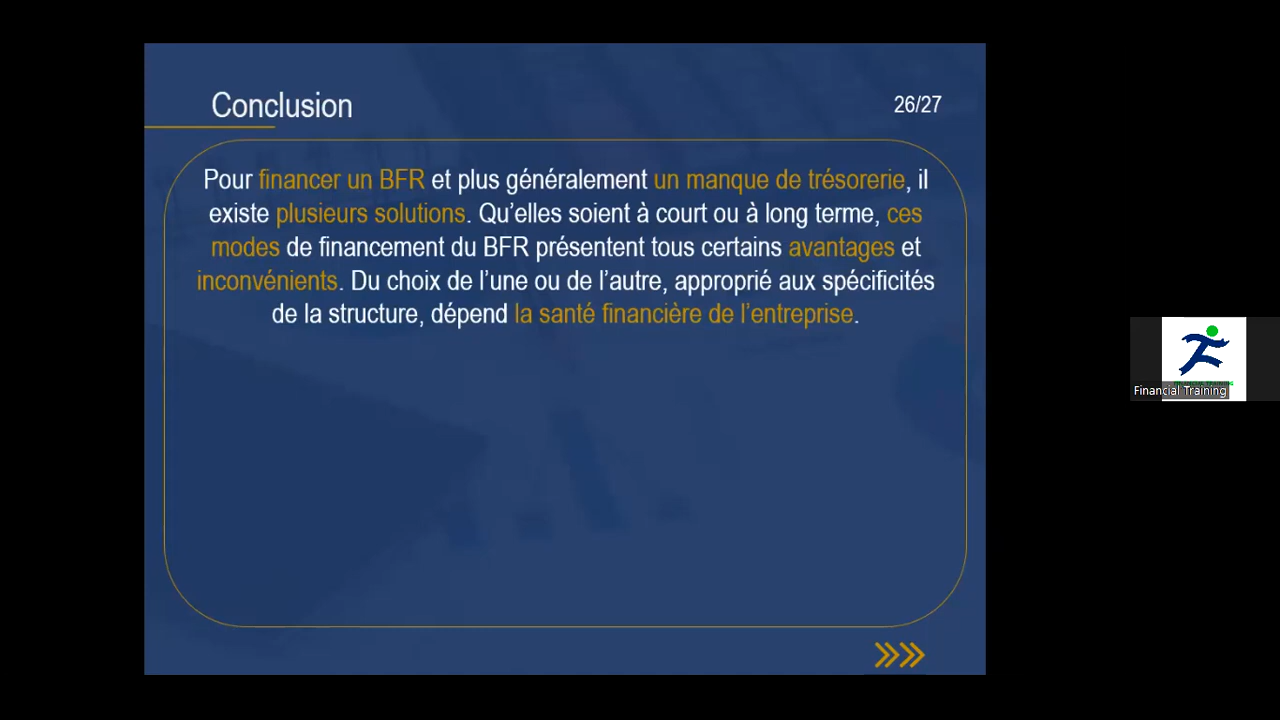 Conclusion
26/27
Pour financer un BFR et plus généralement un manque de trésorerie, il
existe plusieurs solutions. Qu’elles soient à court ou à long terme, ces
modes de financement du BFR présentent tous certains avantages et
inconvénients. Du choix de l’une ou de l’autre, approprié aux spécificités
de la structure, dépend la santé financière de l’entreprise.
Financial Training